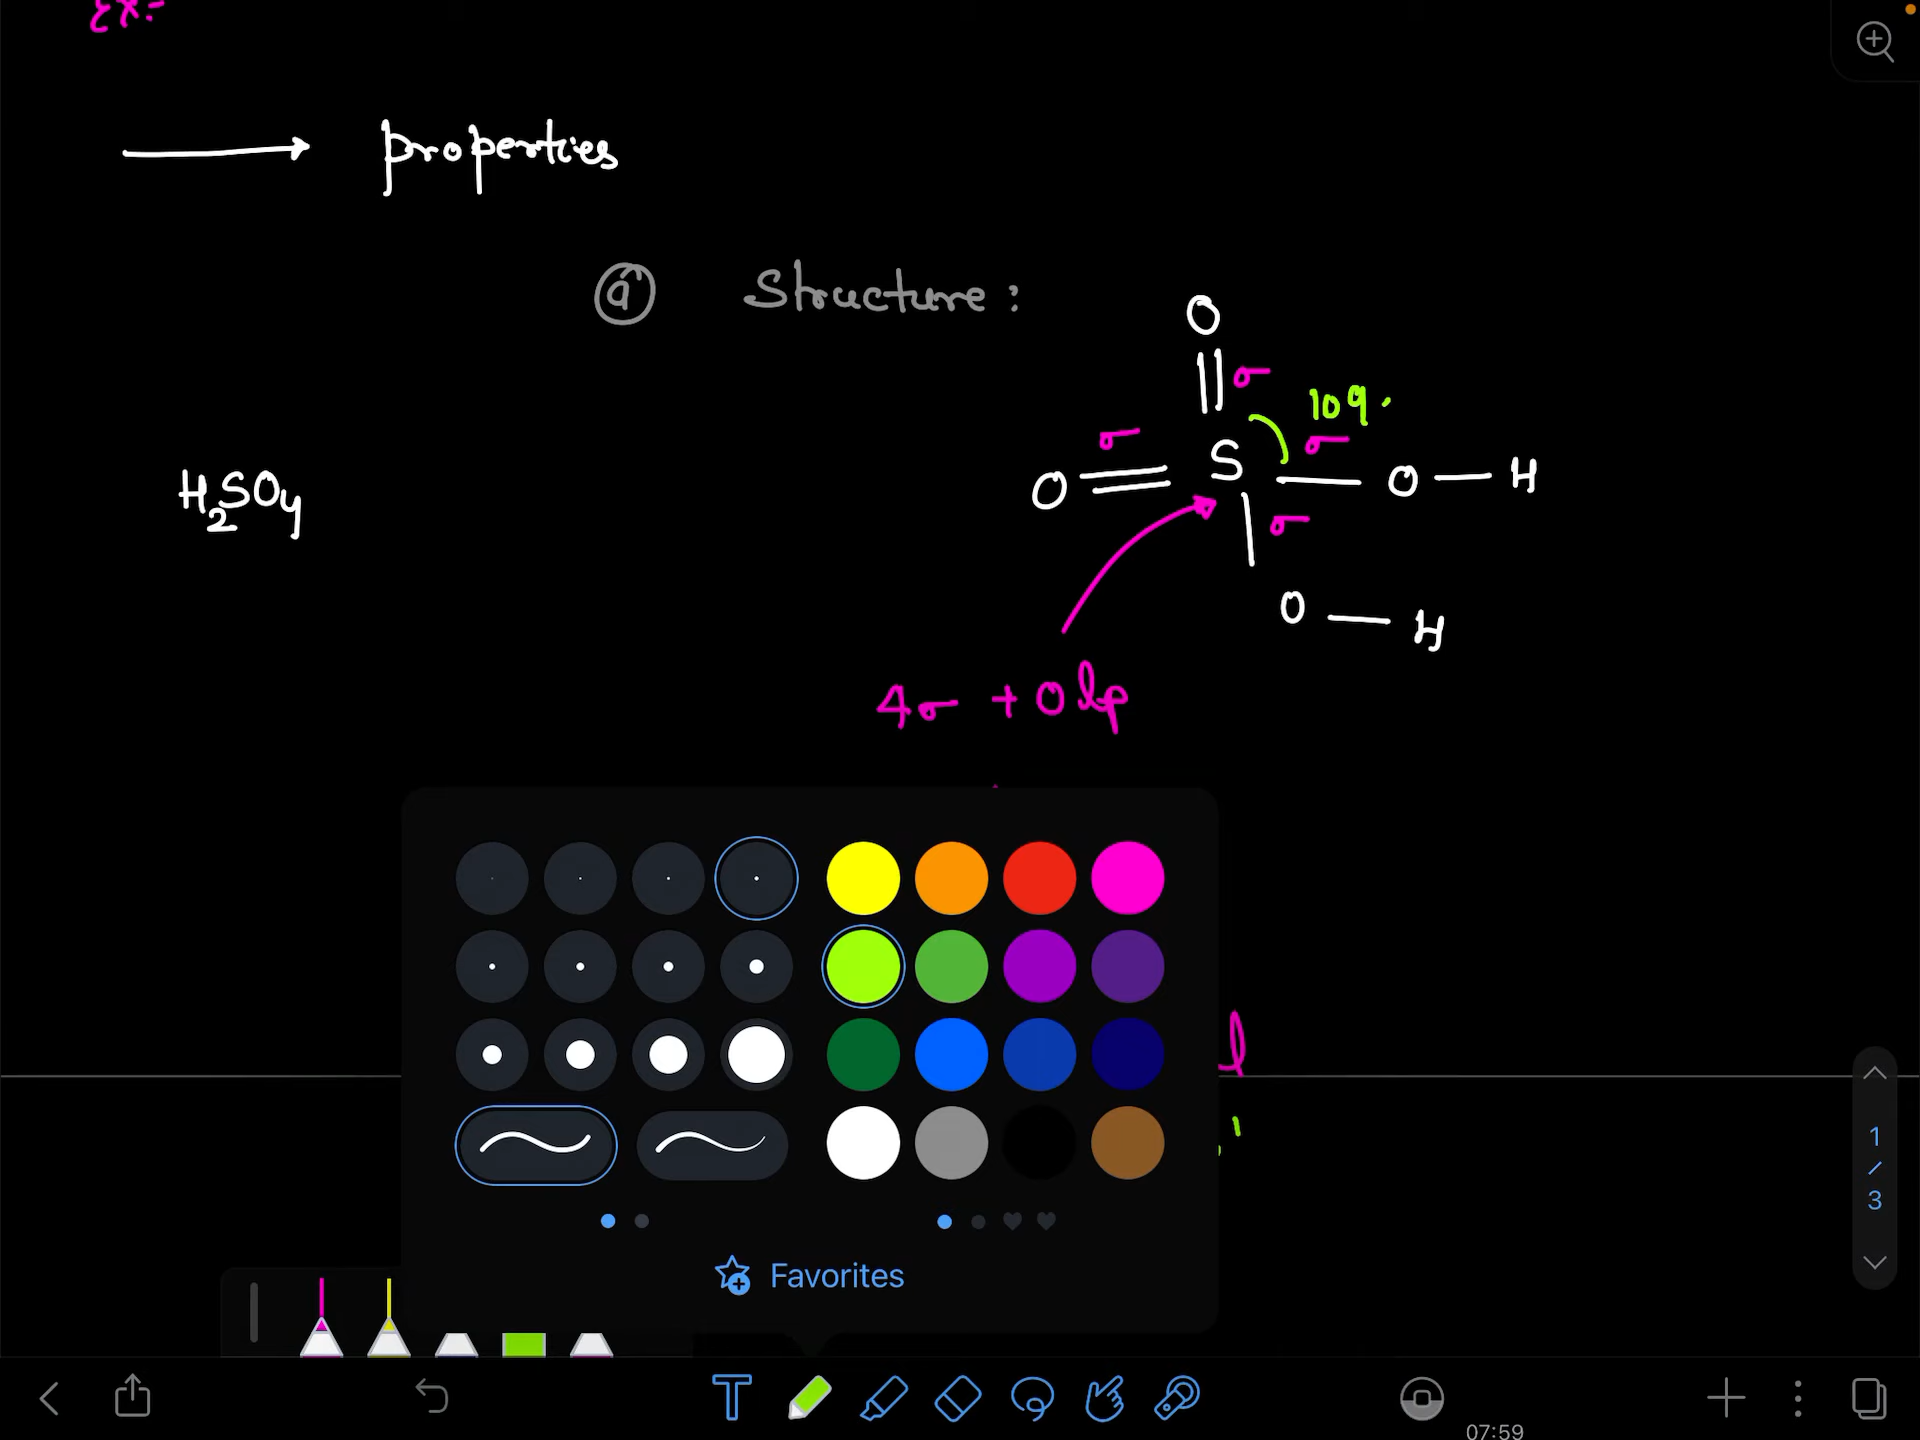 Ex:-
properties
a Structure:
O
σ
109.
σ σ
O S O H
H2SO4
σ
O H
4σ + 0 lp
l
1
/
3
Favorites
T
07:59